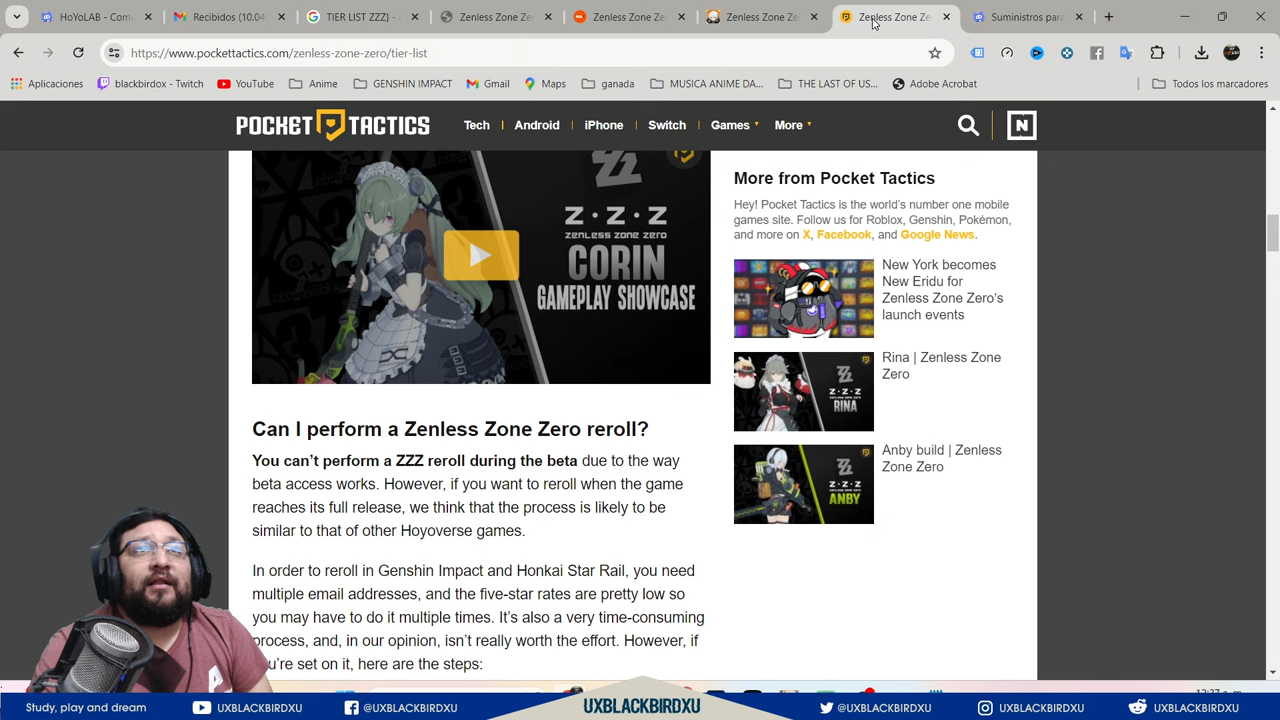 HoYoLAB - Com
Recibidos (10.04
TIER LIST ZZZ} -
Zenless Zone Ze
Zenless Zone Ze
Zenless Zone Ze
Zenless Zone Ze
Suministros para
https://www.pockettactics.com/zenless-zone-zero/tier-list
Aplicaciones
blackbirdox - Twitch
YouTube
Anime
GENSHIN IMPACT
Gmail
Maps
ganada
MUSICA ANIME DA...
THE LAST OF US...
Adobe Acrobat
Todos los marcadores
POCKET TACTICS
Tech
Android
iPhone
Switch
Games
More
N
Z·Z·Z
ZENLESS ZONE ZERO
CORIN
GAMEPLAY SHOWCASE
Can I perform a Zenless Zone Zero reroll?
You can't perform a ZZZ reroll during the beta due to the way
beta access works. However, if you want to reroll when the game
reaches its full release, we think that the process is likely to be
similar to that of other Hoyoverse games.
In order to reroll in Genshin Impact and Honkai Star Rail, you need
multiple email addresses, and the five-star rates are pretty low so
you may have to do it multiple times. It's also a very time-consuming
process, and, in our opinion, isn't really worth the effort. However, if
you're set on it, here are the steps:
More from Pocket Tactics
Hey! Pocket Tactics is the world's number one mobile
games site. Follow us for Roblox, Genshin, Pokémon,
and more on X, Facebook, and Google News.
New York becomes
New Eridu for
Zenless Zone Zero's
launch events
Z·Z·Z
RINA
Rina | Zenless Zone
Zero
Z·Z·Z
ANBY
Anby build | Zenless
Zone Zero
Study, play and dream
UXBLACKBIRDXU
@UXBLACKBIRDXU
UXBLACKBIRDXU
@UXBLACKBIRDXU
UXBLACKBIRDXU
UXBLACKBIRDXU